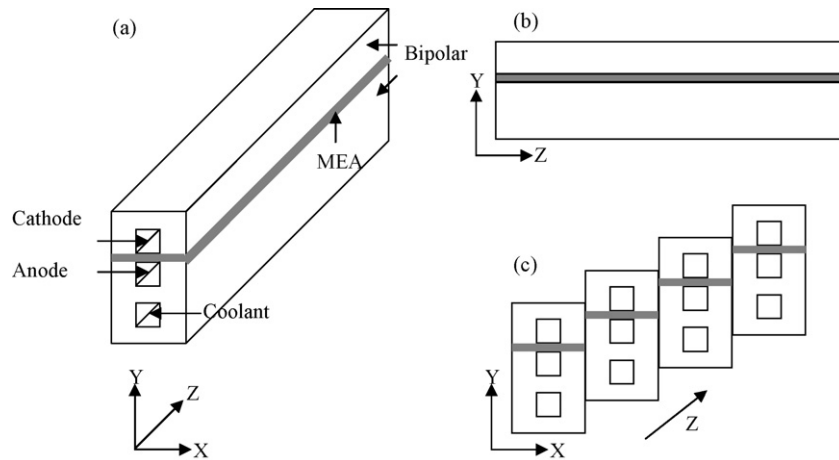 (a)
Bipolar
MEA
Cathode
Anode
Coolant
Y
Z
X
(b)
Y
Z
(c)
Y
X
Z